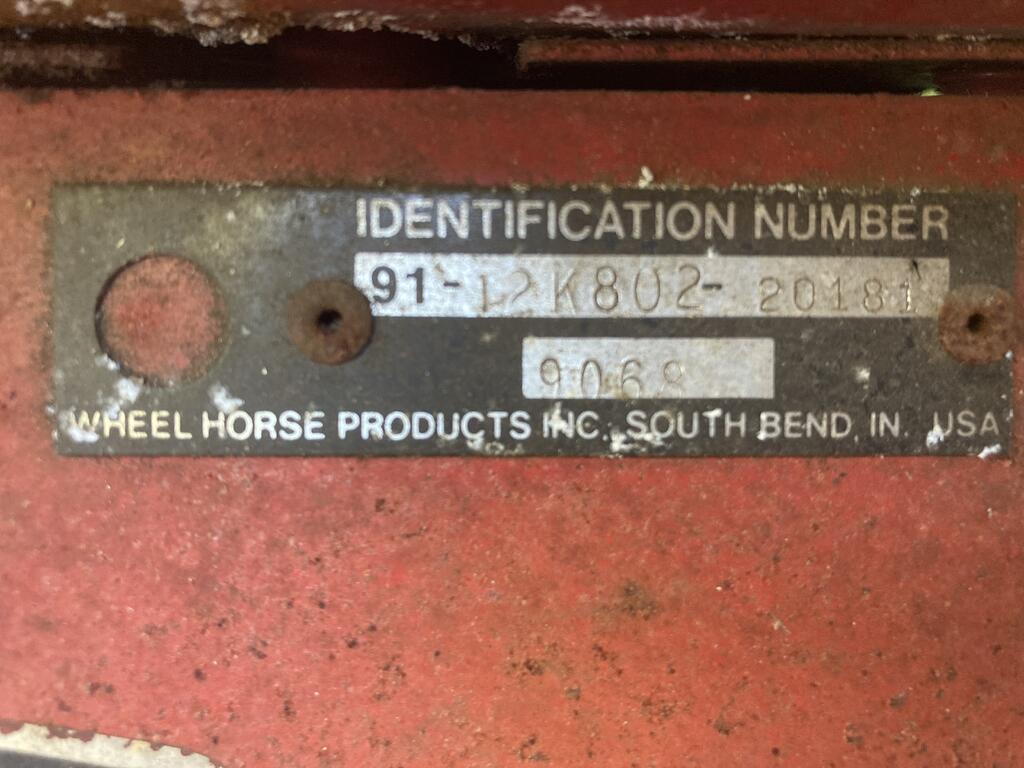 IDENTIFICATION NUMBER
91-12K802-20181
9068
WHEEL HORSE PRODUCTS INC. SOUTH BEND, IN. USA